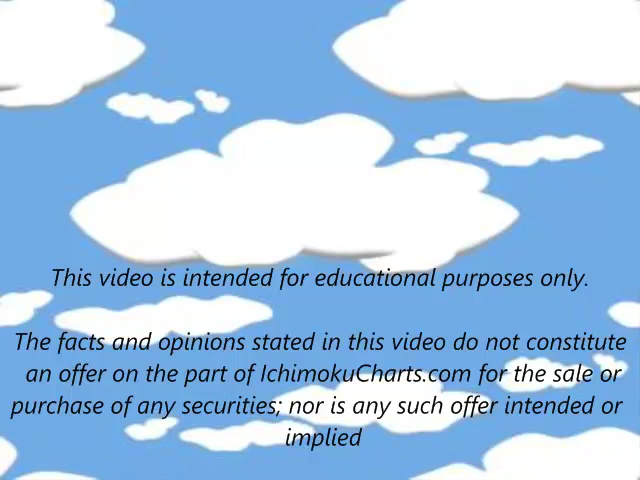 This video is intended for educational purposes only.
The facts and opinions stated in this video do not constitute
an offer on the part of IchimokuCharts.com for the sale or
purchase of any securities; nor is any such offer intended or
implied